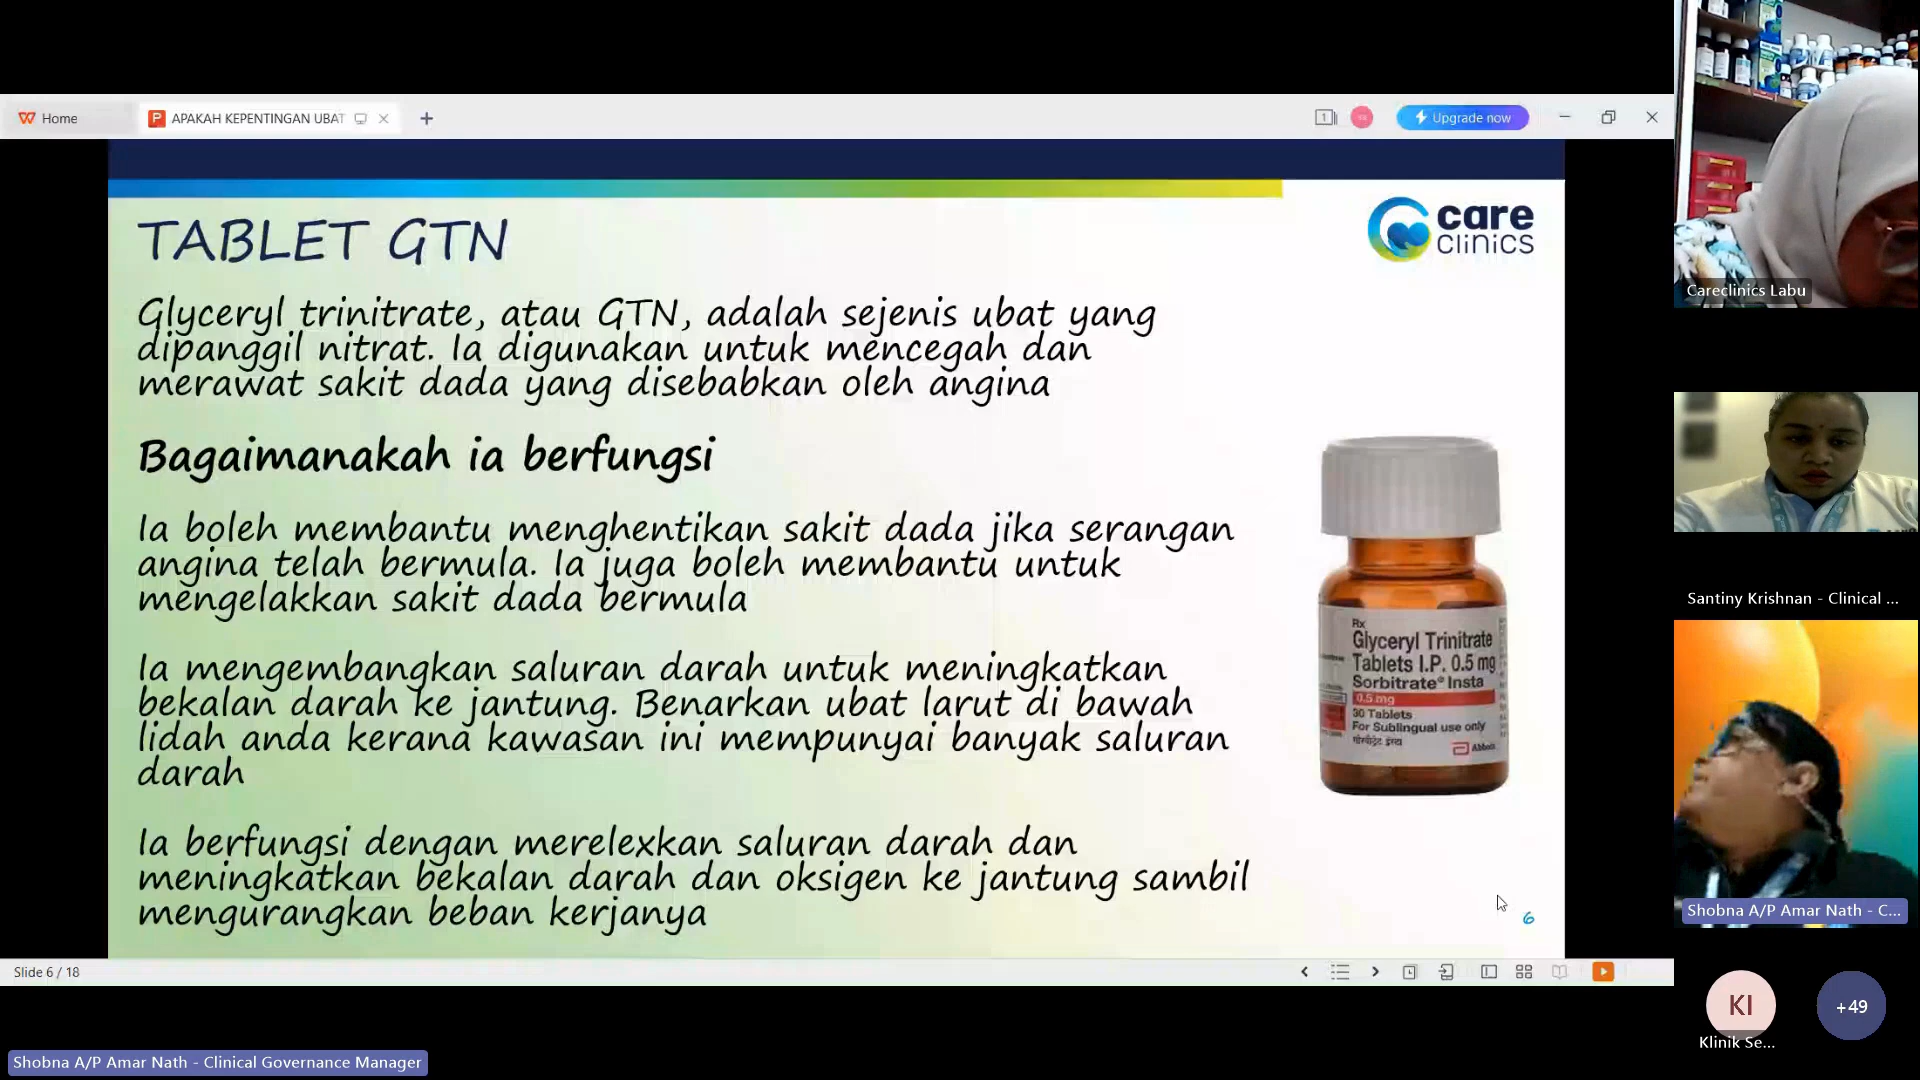 Home
APAKAH KEPENTINGAN UBAT
1
Upgrade now
care
clinics
TABLET GTN
Glyceryl trinitrate, atau GTN, adalah sejenis ubat yang
dipanggil nitrat. Ia digunakan untuk mencegah dan
merawat sakit dada yang disebabkan oleh angina
Bagaimanakah ia berfungsi
Ia boleh membantu menghentikan sakit dada jika serangan
angina telah bermula. Ia juga boleh membantu untuk
mengelakkan sakit dada bermula
Ia mengembangkan saluran darah untuk meningkatkan
bekalan darah ke jantung. Benarkan ubat larut di bawah
lidah anda kerana kawasan ini mempunyai banyak saluran
darah
Ia berfungsi dengan merelexkan saluran darah dan
meningkatkan bekalan darah dan oksigen ke jantung sambil
mengurangkan beban kerjanya
Rx
Glyceryl Trinitrate
Tablets I.P. 0.5 mg
Sorbitrate® Insta
0.5 mg
30 Tablets
For Sublingual use only
Abbott
6
Slide 6 / 18
Careclinics Labu
Santiny Krishnan - Clinical ...
Shobna A/P Amar Nath - C...
KI
+49
Klinik Se...
Shobna A/P Amar Nath - Clinical Governance Manager